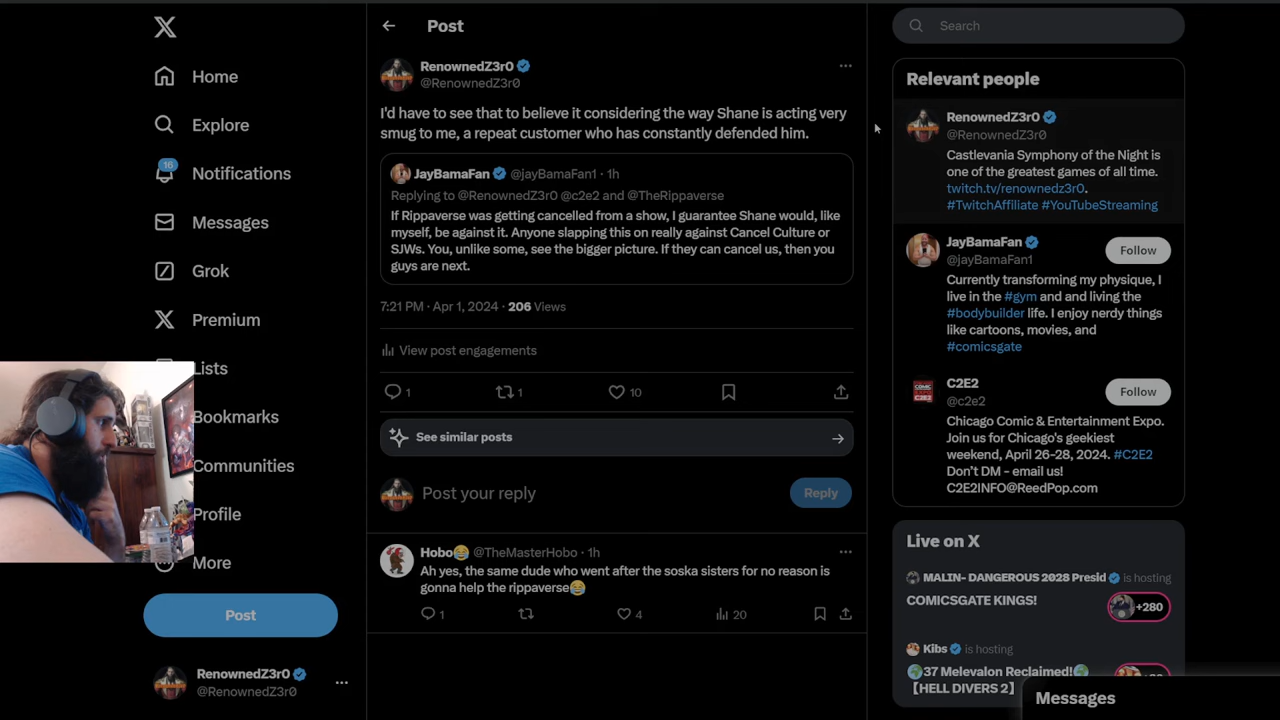 Home
Explore
16
Notifications
Messages
Grok
Premium
Lists
Bookmarks
Communities
Profile
More
Post
RenownedZ3r0
@RenownedZ3r0
Post
RenownedZ3r0
@RenownedZ3r0
I'd have to see that to believe it considering the way Shane is acting very
smug to me, a repeat customer who has constantly defended him.
JayBamaFan @jayBamaFan1 · 1h
Replying to @RenownedZ3r0 @c2e2 and @TheRippaverse
If Rippaverse was getting cancelled from a show, I guarantee Shane would, like
myself, be against it. Anyone slapping this on really against Cancel Culture or
SJWs. You, unlike some, see the bigger picture. If they can cancel us, then you
guys are next.
7:21 PM · Apr 1, 2024 · 206 Views
View post engagements
1
1
10
See similar posts
Post your reply
Reply
Hobo😂 @TheMasterHobo · 1h
Ah yes, the same dude who went after the soska sisters for no reason is
gonna help the rippaverse😂
1
4
20
Search
Relevant people
RenownedZ3r0
@RenownedZ3r0
Castlevania Symphony of the Night is
one of the greatest games of all time.
twitch.tv/renownedz3r0.
#TwitchAffiliate #YouTubeStreaming
JayBamaFan
@jayBamaFan1
Follow
Currently transforming my physique, I
live in the #gym and and living the
#bodybuilder life. I enjoy nerdy things
like cartoons, movies, and
#comicsgate
C2E2
@c2e2
Follow
Chicago Comic & Entertainment Expo.
Join us for Chicago's geekiest
weekend, April 26-28, 2024. #C2E2
Don't DM - email us!
C2E2INFO@ReedPop.com
Live on X
MALIN- DANGEROUS 2028 Presid is hosting
COMICSGATE KINGS!
+280
Kibs is hosting
🌎37 Melevalon Reclaimed!🌎
【HELL DIVERS 2】
Messages